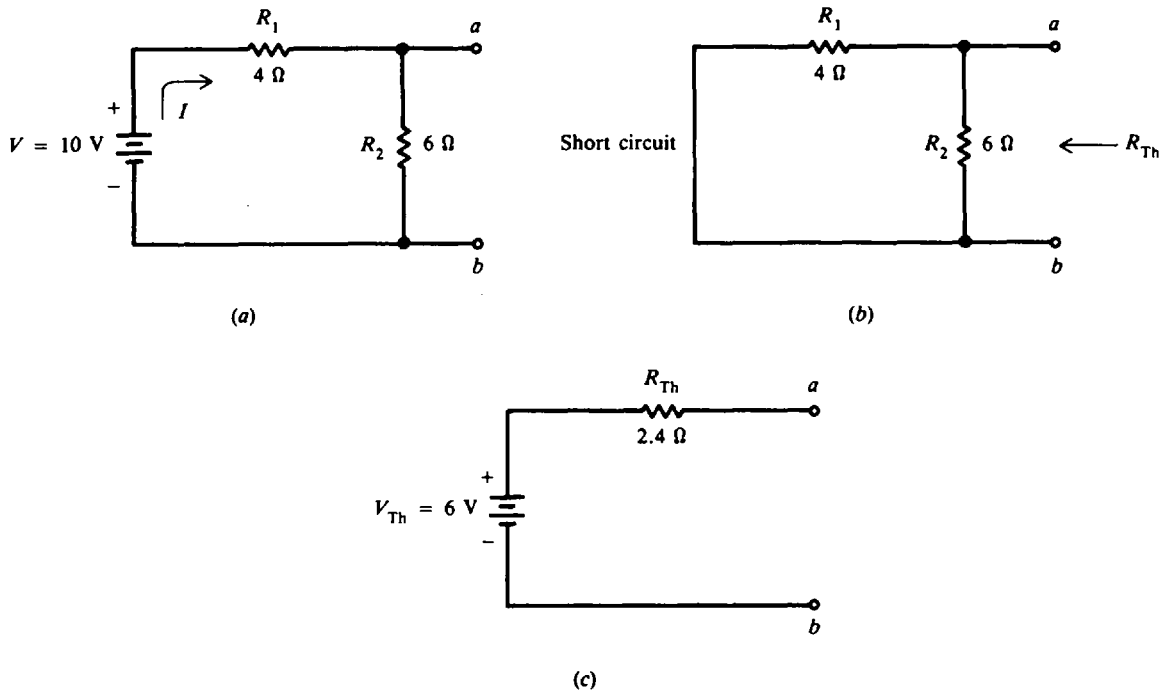 R1
a
4 Ω
+
I
V = 10 V
R2
6 Ω
−
b
(a)
R1
a
4 Ω
Short circuit
R2
6 Ω
RTh
b
(b)
RTh
a
2.4 Ω
+
VTh = 6 V
−
b
(c)